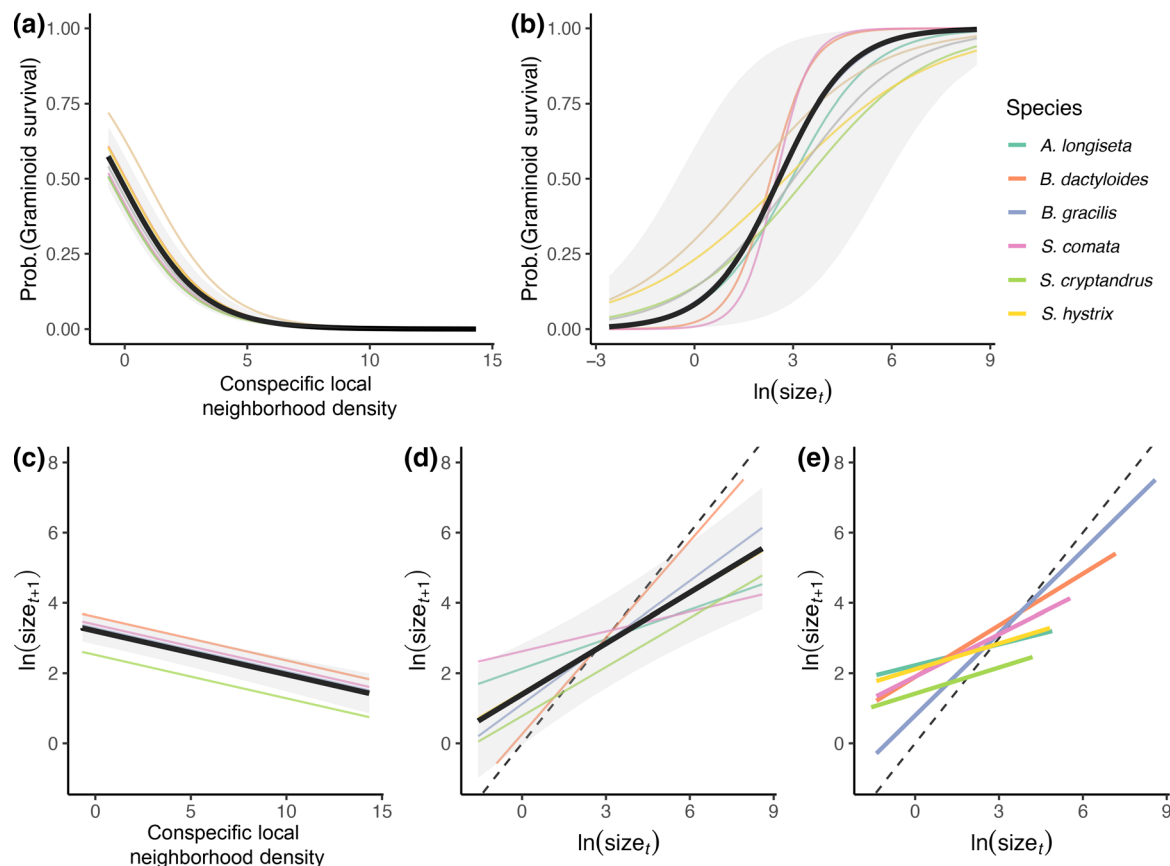 (a)
Prob.(Graminoid survival)
1.00
0.75
0.50
0.25
0.00
0 5 10 15
Conspecific local
neighborhood density
(b)
Prob.(Graminoid survival)
1.00
0.75
0.50
0.25
0.00
−3 0 3 6 9
ln(size_t)
Species
A. longiseta
B. dactyloides
B. gracilis
S. comata
S. cryptandrus
S. hystrix
(c)
ln(size_{t+1})
8
6
4
2
0
0 5 10 15
Conspecific local
neighborhood density
(d)
ln(size_{t+1})
8
6
4
2
0
0 3 6 9
ln(size_t)
(e)
ln(size_{t+1})
8
6
4
2
0
0 3 6 9
ln(size_t)